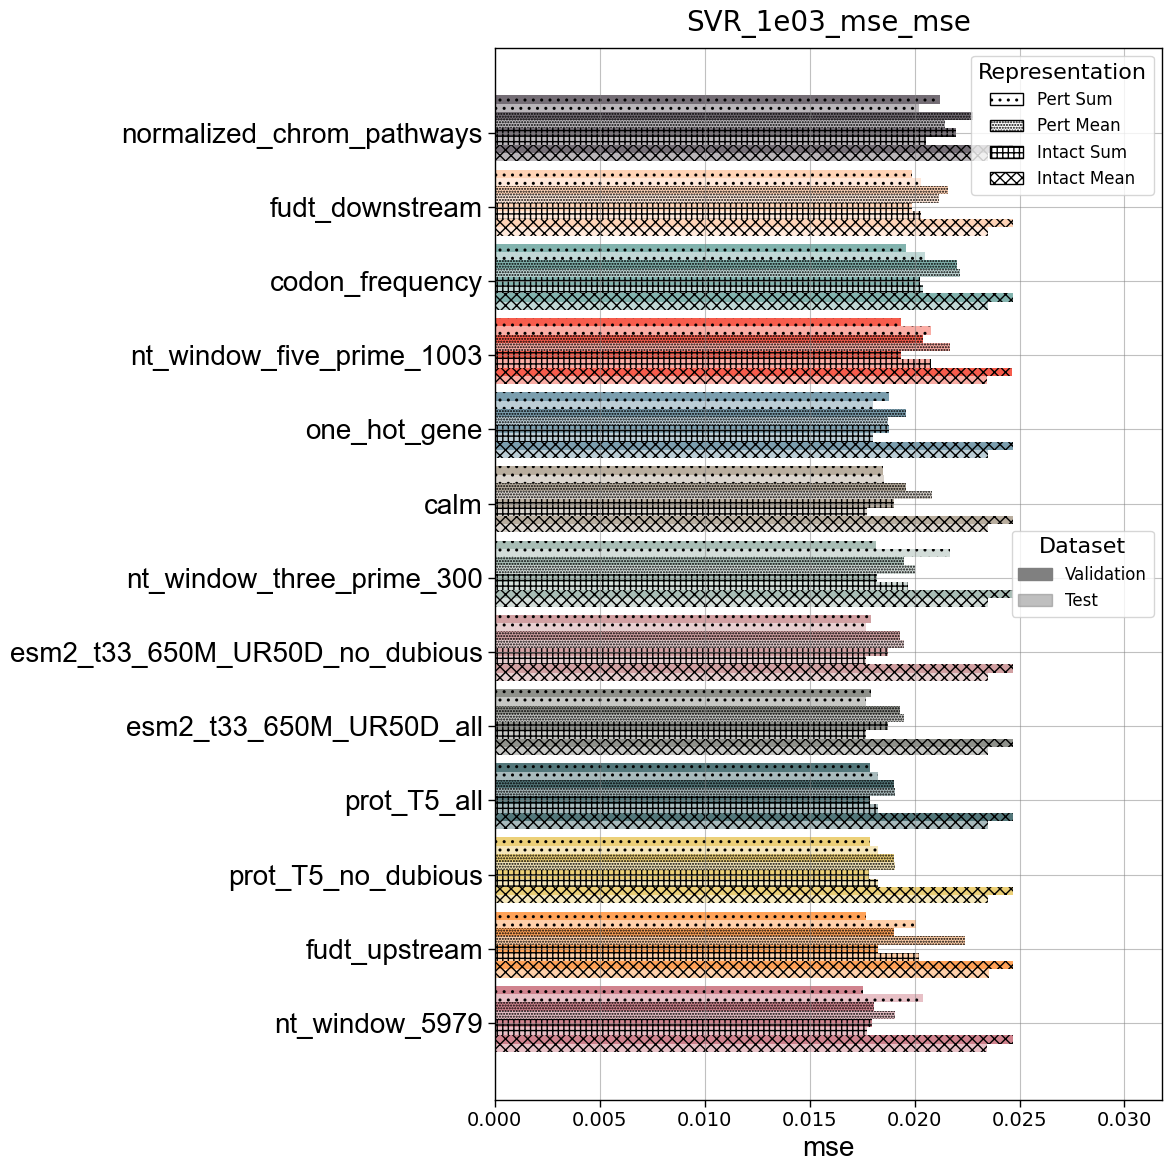 SVR_1e03_mse_mse
Representation
Pert Sum
Pert Mean
Intact Sum
Intact Mean
normalized_chrom_pathways
fudt_downstream
codon_frequency
nt_window_five_prime_1003
one_hot_gene
calm
nt_window_three_prime_300
esm2_t33_650M_UR50D_no_dubious
esm2_t33_650M_UR50D_all
prot_T5_all
prot_T5_no_dubious
fudt_upstream
nt_window_5979
Dataset
Validation
Test
0.000 0.005 0.010 0.015 0.020 0.025 0.030
mse